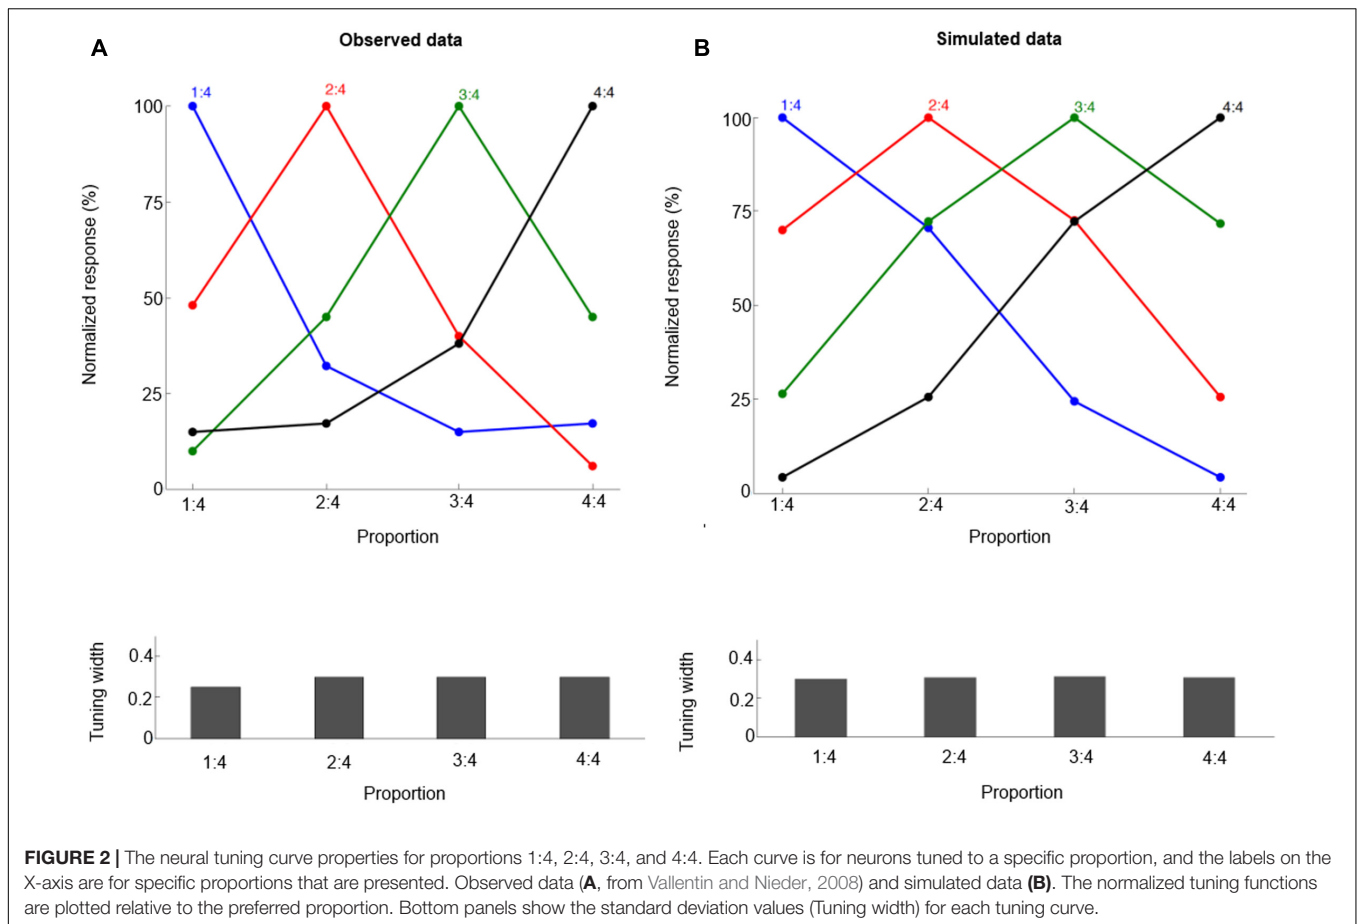 A
Observed data
1:4
2:4
3:4
4:4
100
75
50
25
0
Normalized response (%)
1:4
2:4
3:4
4:4
Proportion
B
Simulated data
1:4
2:4
3:4
4:4
100
75
50
25
0
Normalized response (%)
1:4
2:4
3:4
4:4
Proportion
Tuning width
0.4
0.2
0
1:4
2:4
3:4
4:4
Proportion
Tuning width
0.4
0.2
0
1:4
2:4
3:4
4:4
Proportion
FIGURE 2 | The neural tuning curve properties for proportions 1:4, 2:4, 3:4, and 4:4. Each curve is for neurons tuned to a specific proportion, and the labels on the
X-axis are for specific proportions that are presented. Observed data (A, from Vallentin and Nieder, 2008) and simulated data (B). The normalized tuning functions
are plotted relative to the preferred proportion. Bottom panels show the standard deviation values (Tuning width) for each tuning curve.